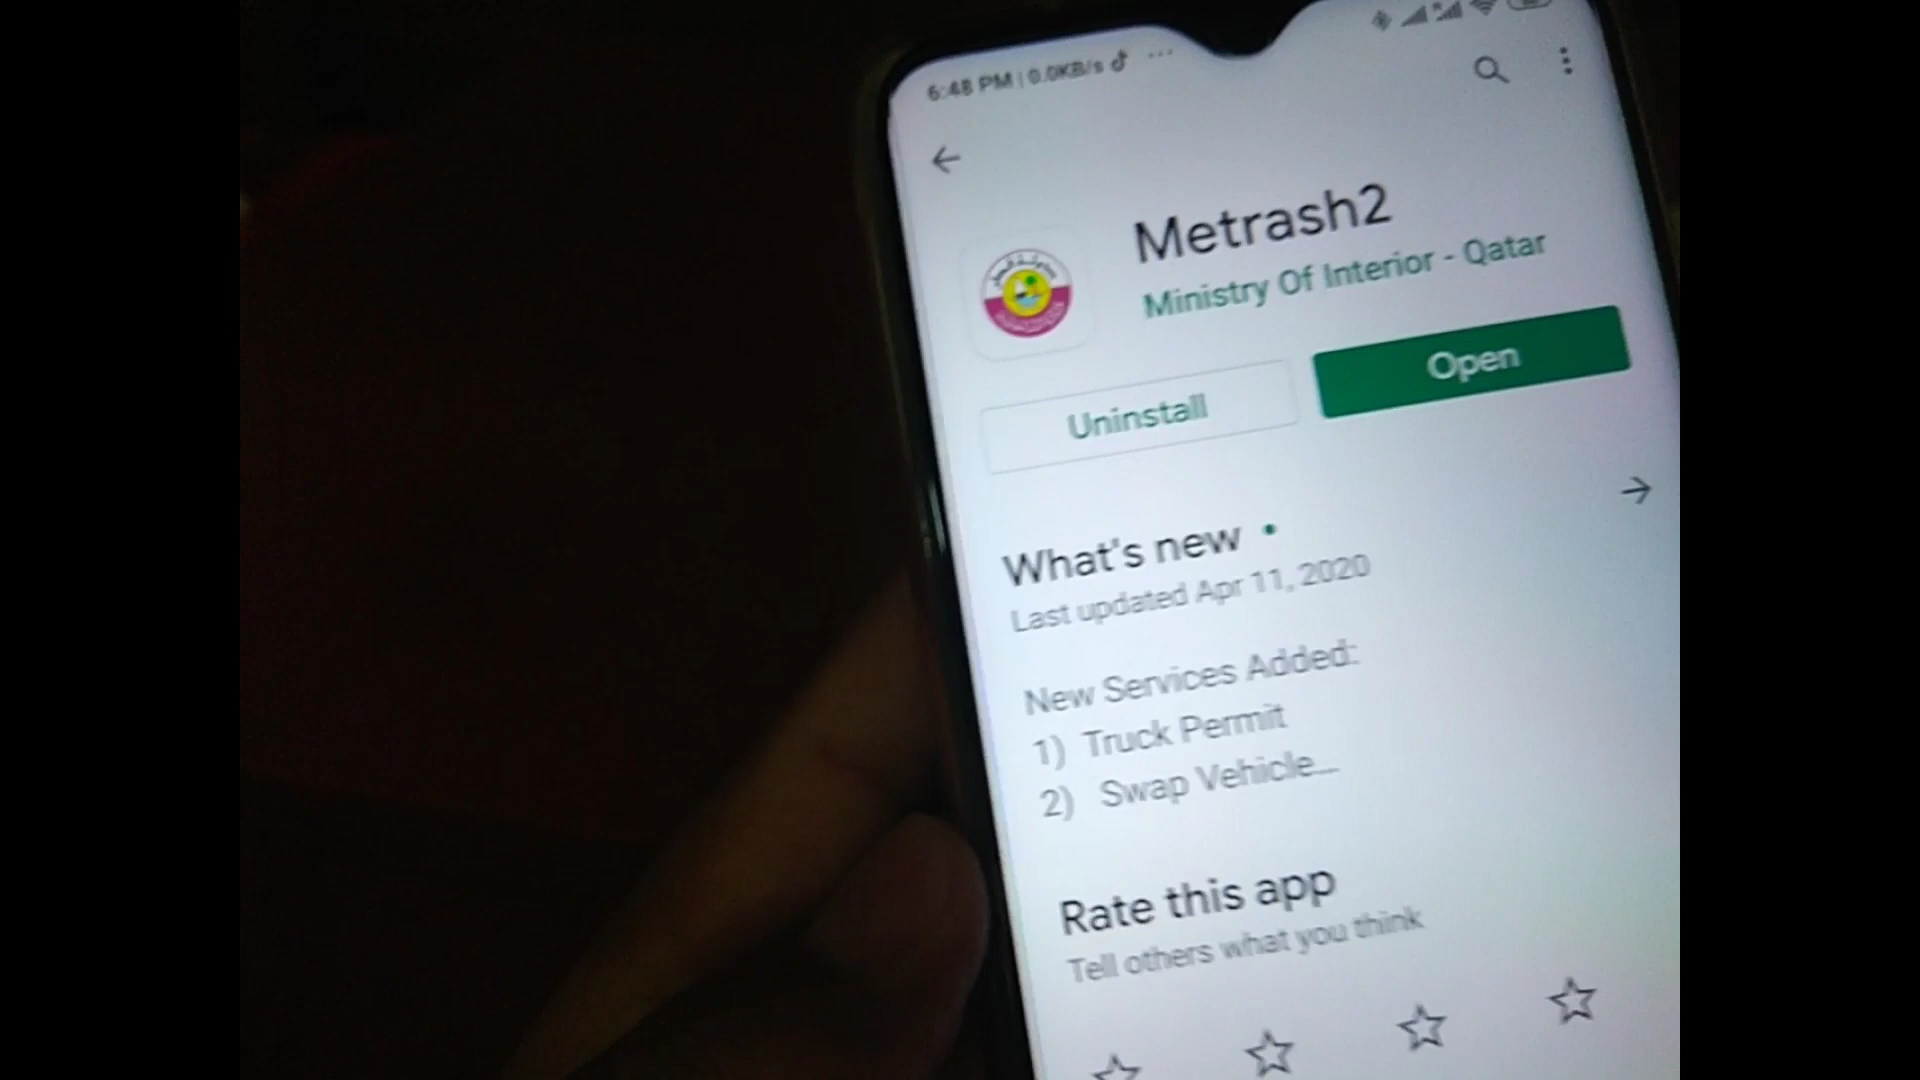 6:48 PM | 0.0KB/s
Metrash2
Ministry Of Interior - Qatar
Uninstall
Open
What's new •
Last updated Apr 11, 2020
New Services Added:
1) Truck Permit
2) Swap Vehicle...
Rate this app
Tell others what you think